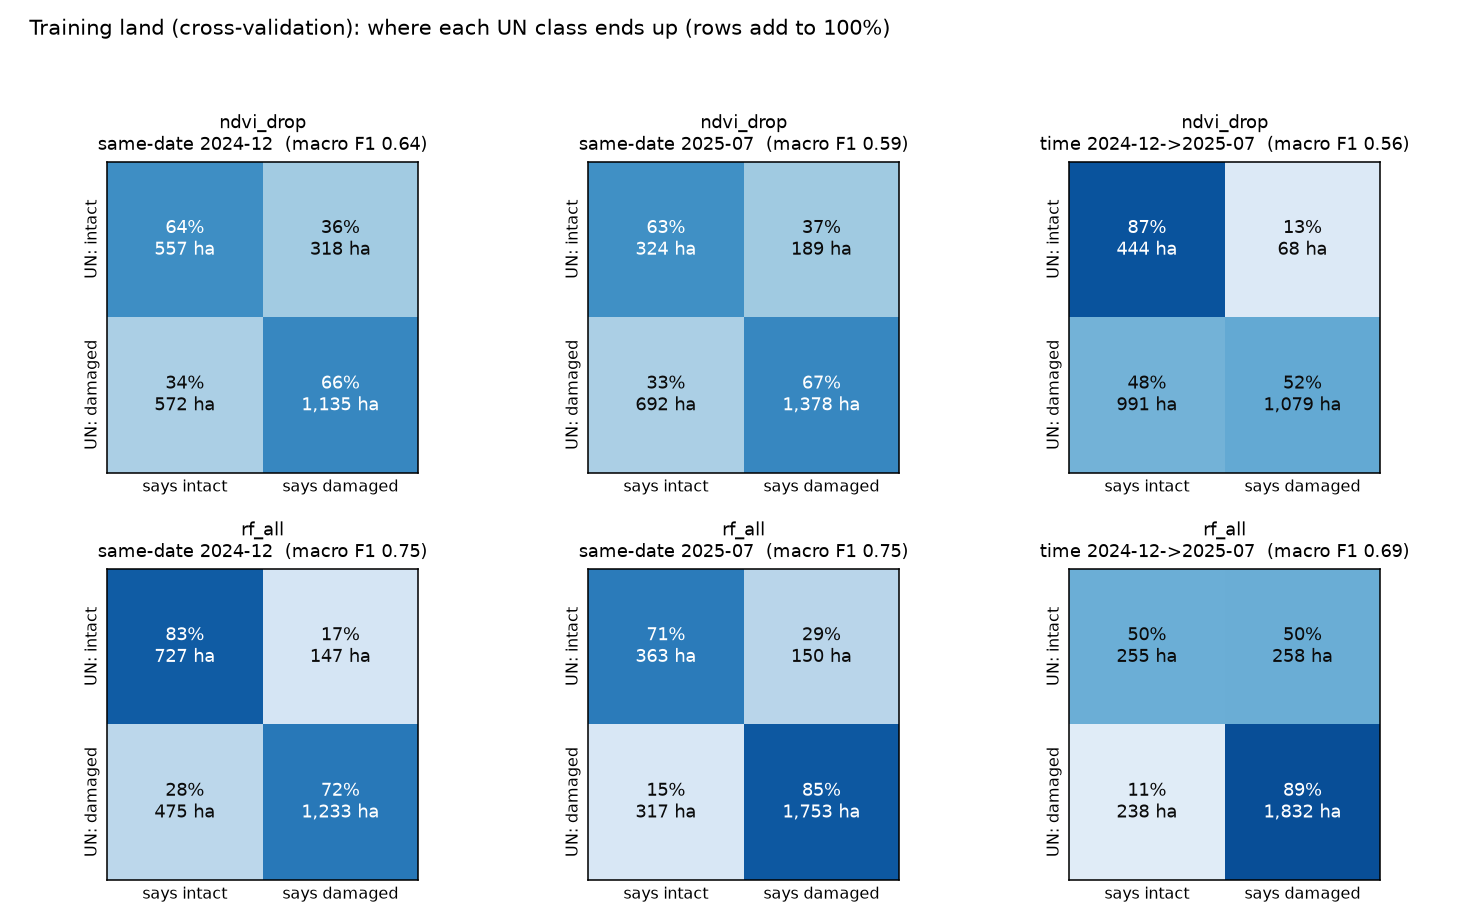 Training land (cross-validation): where each UN class ends up (rows add to 100%)
ndvi_drop
same-date 2024-12  (macro F1 0.64)
UN: intact
64%
557 ha
36%
318 ha
UN: damaged
34%
572 ha
66%
1,135 ha
says intact
says damaged
ndvi_drop
same-date 2025-07  (macro F1 0.59)
UN: intact
63%
324 ha
37%
189 ha
UN: damaged
33%
692 ha
67%
1,378 ha
says intact
says damaged
ndvi_drop
time 2024-12->2025-07  (macro F1 0.56)
UN: intact
87%
444 ha
13%
68 ha
UN: damaged
48%
991 ha
52%
1,079 ha
says intact
says damaged
rf_all
same-date 2024-12  (macro F1 0.75)
UN: intact
83%
727 ha
17%
147 ha
UN: damaged
28%
475 ha
72%
1,233 ha
says intact
says damaged
rf_all
same-date 2025-07  (macro F1 0.75)
UN: intact
71%
363 ha
29%
150 ha
UN: damaged
15%
317 ha
85%
1,753 ha
says intact
says damaged
rf_all
time 2024-12->2025-07  (macro F1 0.69)
UN: intact
50%
255 ha
50%
258 ha
UN: damaged
11%
238 ha
89%
1,832 ha
says intact
says damaged